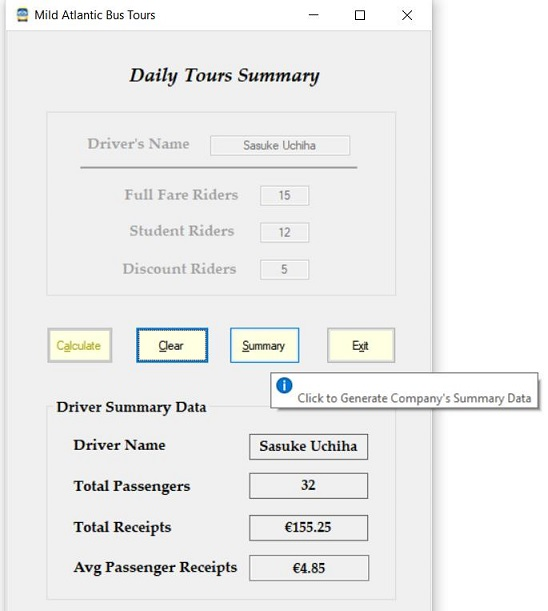 Mild Atlantic Bus Tours
Daily Tours Summary
Driver's Name Sasuke Uchiha
Full Fare Riders 15
Student Riders 12
Discount Riders 5
Calculate Clear Summary Exit
Click to Generate Company's Summary Data
Driver Summary Data
Driver Name Sasuke Uchiha
Total Passengers 32
Total Receipts €155.25
Avg Passenger Receipts €4.85